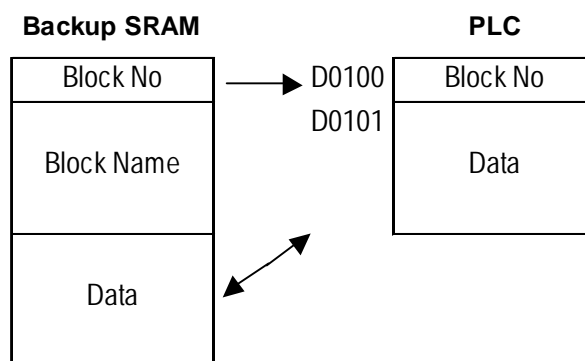 Backup SRAM
PLC
Block No
D0100
Block No
D0101
Block Name
Data
Data